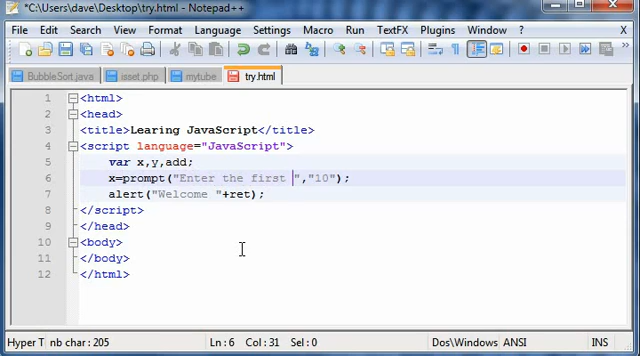 *C:\Users\dave\Desktop\try.html - Notepad++
File Edit Search View Format Language Settings Macro Run TextFX Plugins Window ?
BubbleSort.java isset.php mytube try.html
1 <html>
2 <head>
3 <title>Learing JavaScript</title>
4 <script language="JavaScript">
5 var x,y,add;
6 x=prompt("Enter the first ","10");
7 alert("Welcome "+ret);
8 </script>
9 </head>
10 <body>
11 </body>
12 </html>
Hyper T nb char : 205 Ln : 6 Col : 31 Sel : 0 Dos\Windows ANSI INS